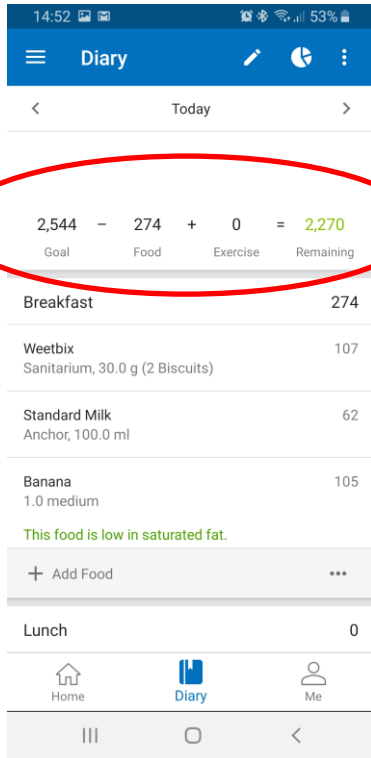 14:52 53%
Diary
Today
2,544 – 274 + 0 = 2,270
Goal Food Exercise Remaining
Breakfast 274
Weetbix 107
Sanitarium, 30.0 g (2 Biscuits)
Standard Milk 62
Anchor, 100.0 ml
Banana 105
1.0 medium
This food is low in saturated fat.
+ Add Food
Lunch 0
Home Diary Me